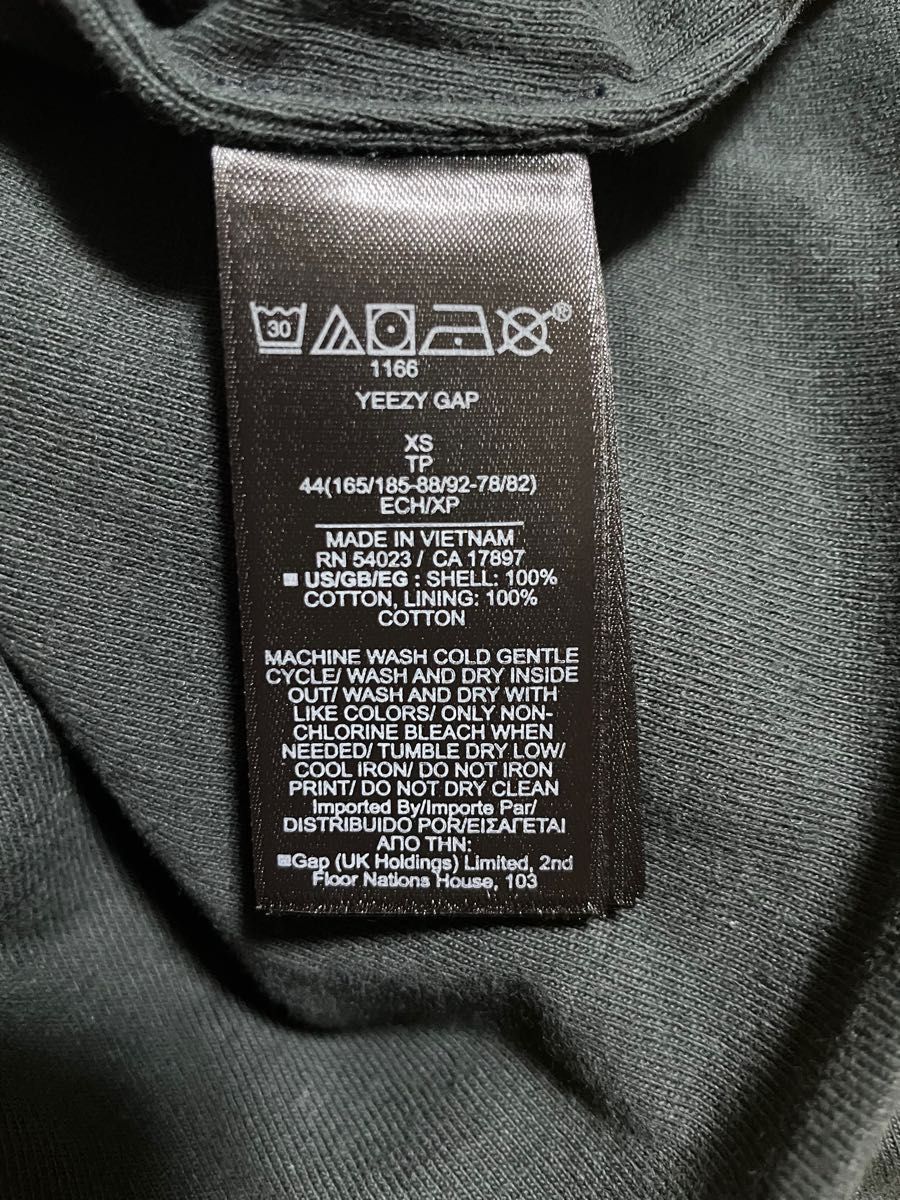 30 ®
1166
YEEZY GAP
XS
TP
44(165/185-88/92-78/82)
ECH/XP
MADE IN VIETNAM
RN 54023 / CA 17897
US/GB/EG : SHELL: 100%
COTTON, LINING: 100%
COTTON
MACHINE WASH COLD GENTLE
CYCLE/ WASH AND DRY INSIDE
OUT/ WASH AND DRY WITH
LIKE COLORS/ ONLY NON-
CHLORINE BLEACH WHEN
NEEDED/ TUMBLE DRY LOW/
COOL IRON/ DO NOT IRON
PRINT/ DO NOT DRY CLEAN
Imported By/Importe Par/
DISTRIBUIDO POR/ΕΙΣΑΓΕΤΑΙ
ΑΠΟ ΤΗΝ:
Gap (UK Holdings) Limited, 2nd
Floor Nations House, 103